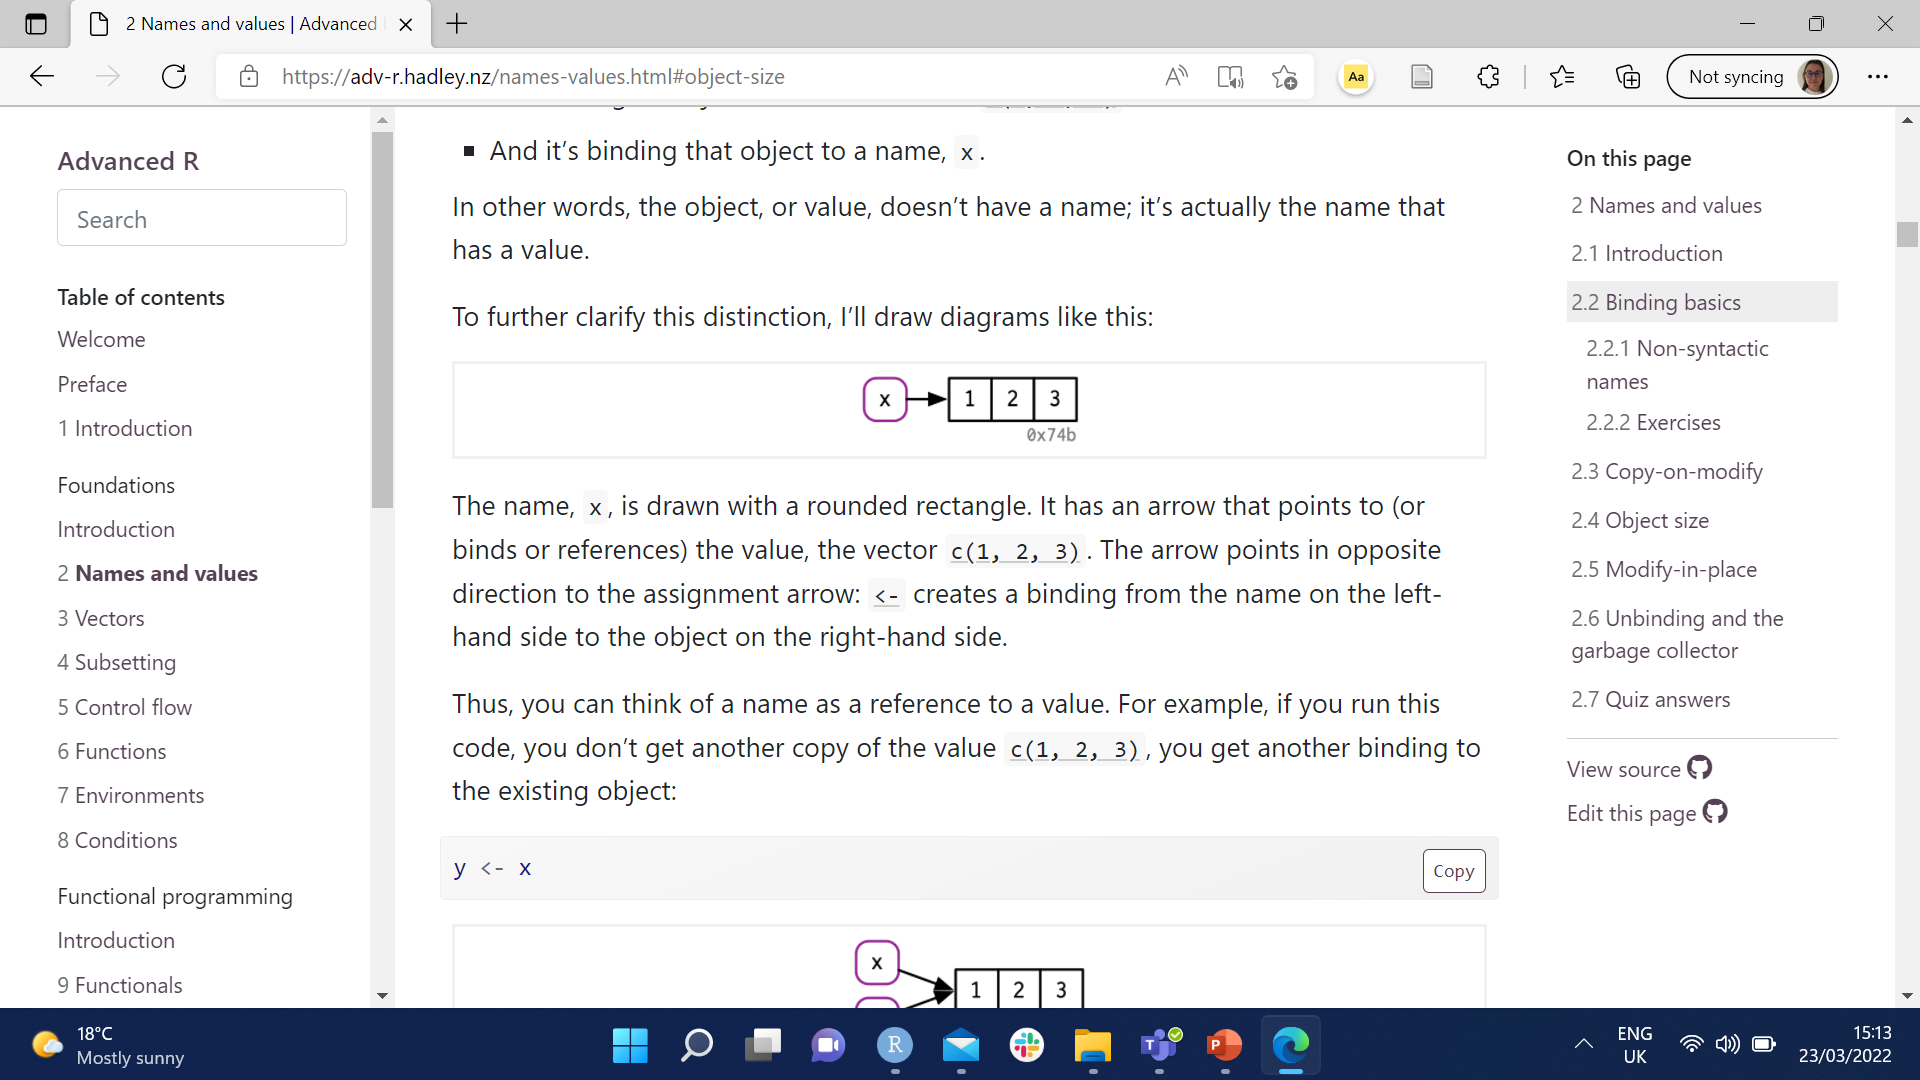 2 Names and values | Advanced
https://adv-r.hadley.nz/names-values.html#object-size
Aa
Not syncing
Advanced R
Search
Table of contents
Welcome
Preface
1 Introduction
Foundations
Introduction
2 Names and values
3 Vectors
4 Subsetting
5 Control flow
6 Functions
7 Environments
8 Conditions
Functional programming
Introduction
9 Functionals
And it’s binding that object to a name, x.
In other words, the object, or value, doesn’t have a name; it’s actually the name that
has a value.
To further clarify this distinction, I’ll draw diagrams like this:
x 1 2 3
0x74b
The name, x, is drawn with a rounded rectangle. It has an arrow that points to (or
binds or references) the value, the vector c(1, 2, 3). The arrow points in opposite
direction to the assignment arrow: <- creates a binding from the name on the left-
hand side to the object on the right-hand side.
Thus, you can think of a name as a reference to a value. For example, if you run this
code, you don’t get another copy of the value c(1, 2, 3), you get another binding to
the existing object:
y <- x
Copy
x
1 2 3
On this page
2 Names and values
2.1 Introduction
2.2 Binding basics
2.2.1 Non-syntactic
names
2.2.2 Exercises
2.3 Copy-on-modify
2.4 Object size
2.5 Modify-in-place
2.6 Unbinding and the
garbage collector
2.7 Quiz answers
View source
Edit this page
18°C
Mostly sunny
R
T
P
ENG
UK
15:13
23/03/2022